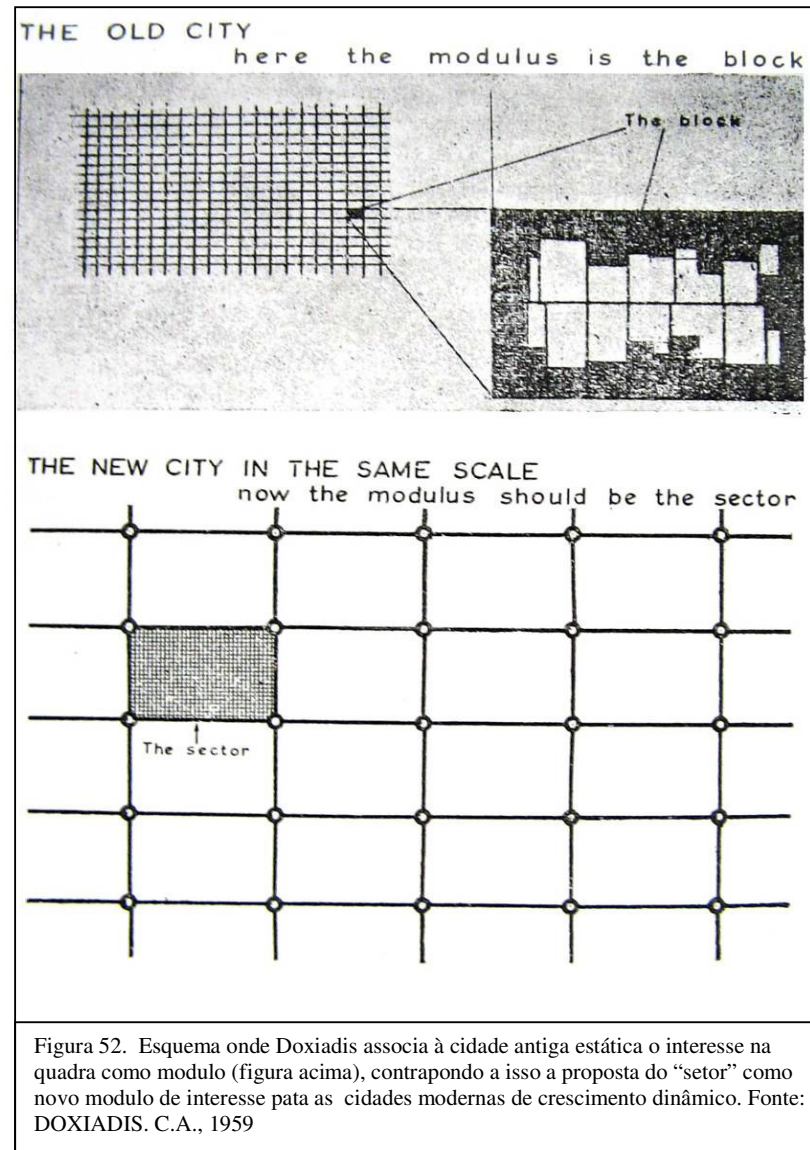 THE OLD CITY
here the modulus is the block
The block
THE NEW CITY IN THE SAME SCALE
now the modulus should be the sector
The sector
Figura 52. Esquema onde Doxiadis associa à cidade antiga estática o interesse na
quadra como modulo (figura acima), contrapondo a isso a proposta do “setor” como
novo modulo de interesse pata as cidades modernas de crescimento dinâmico. Fonte:
DOXIADIS. C.A., 1959